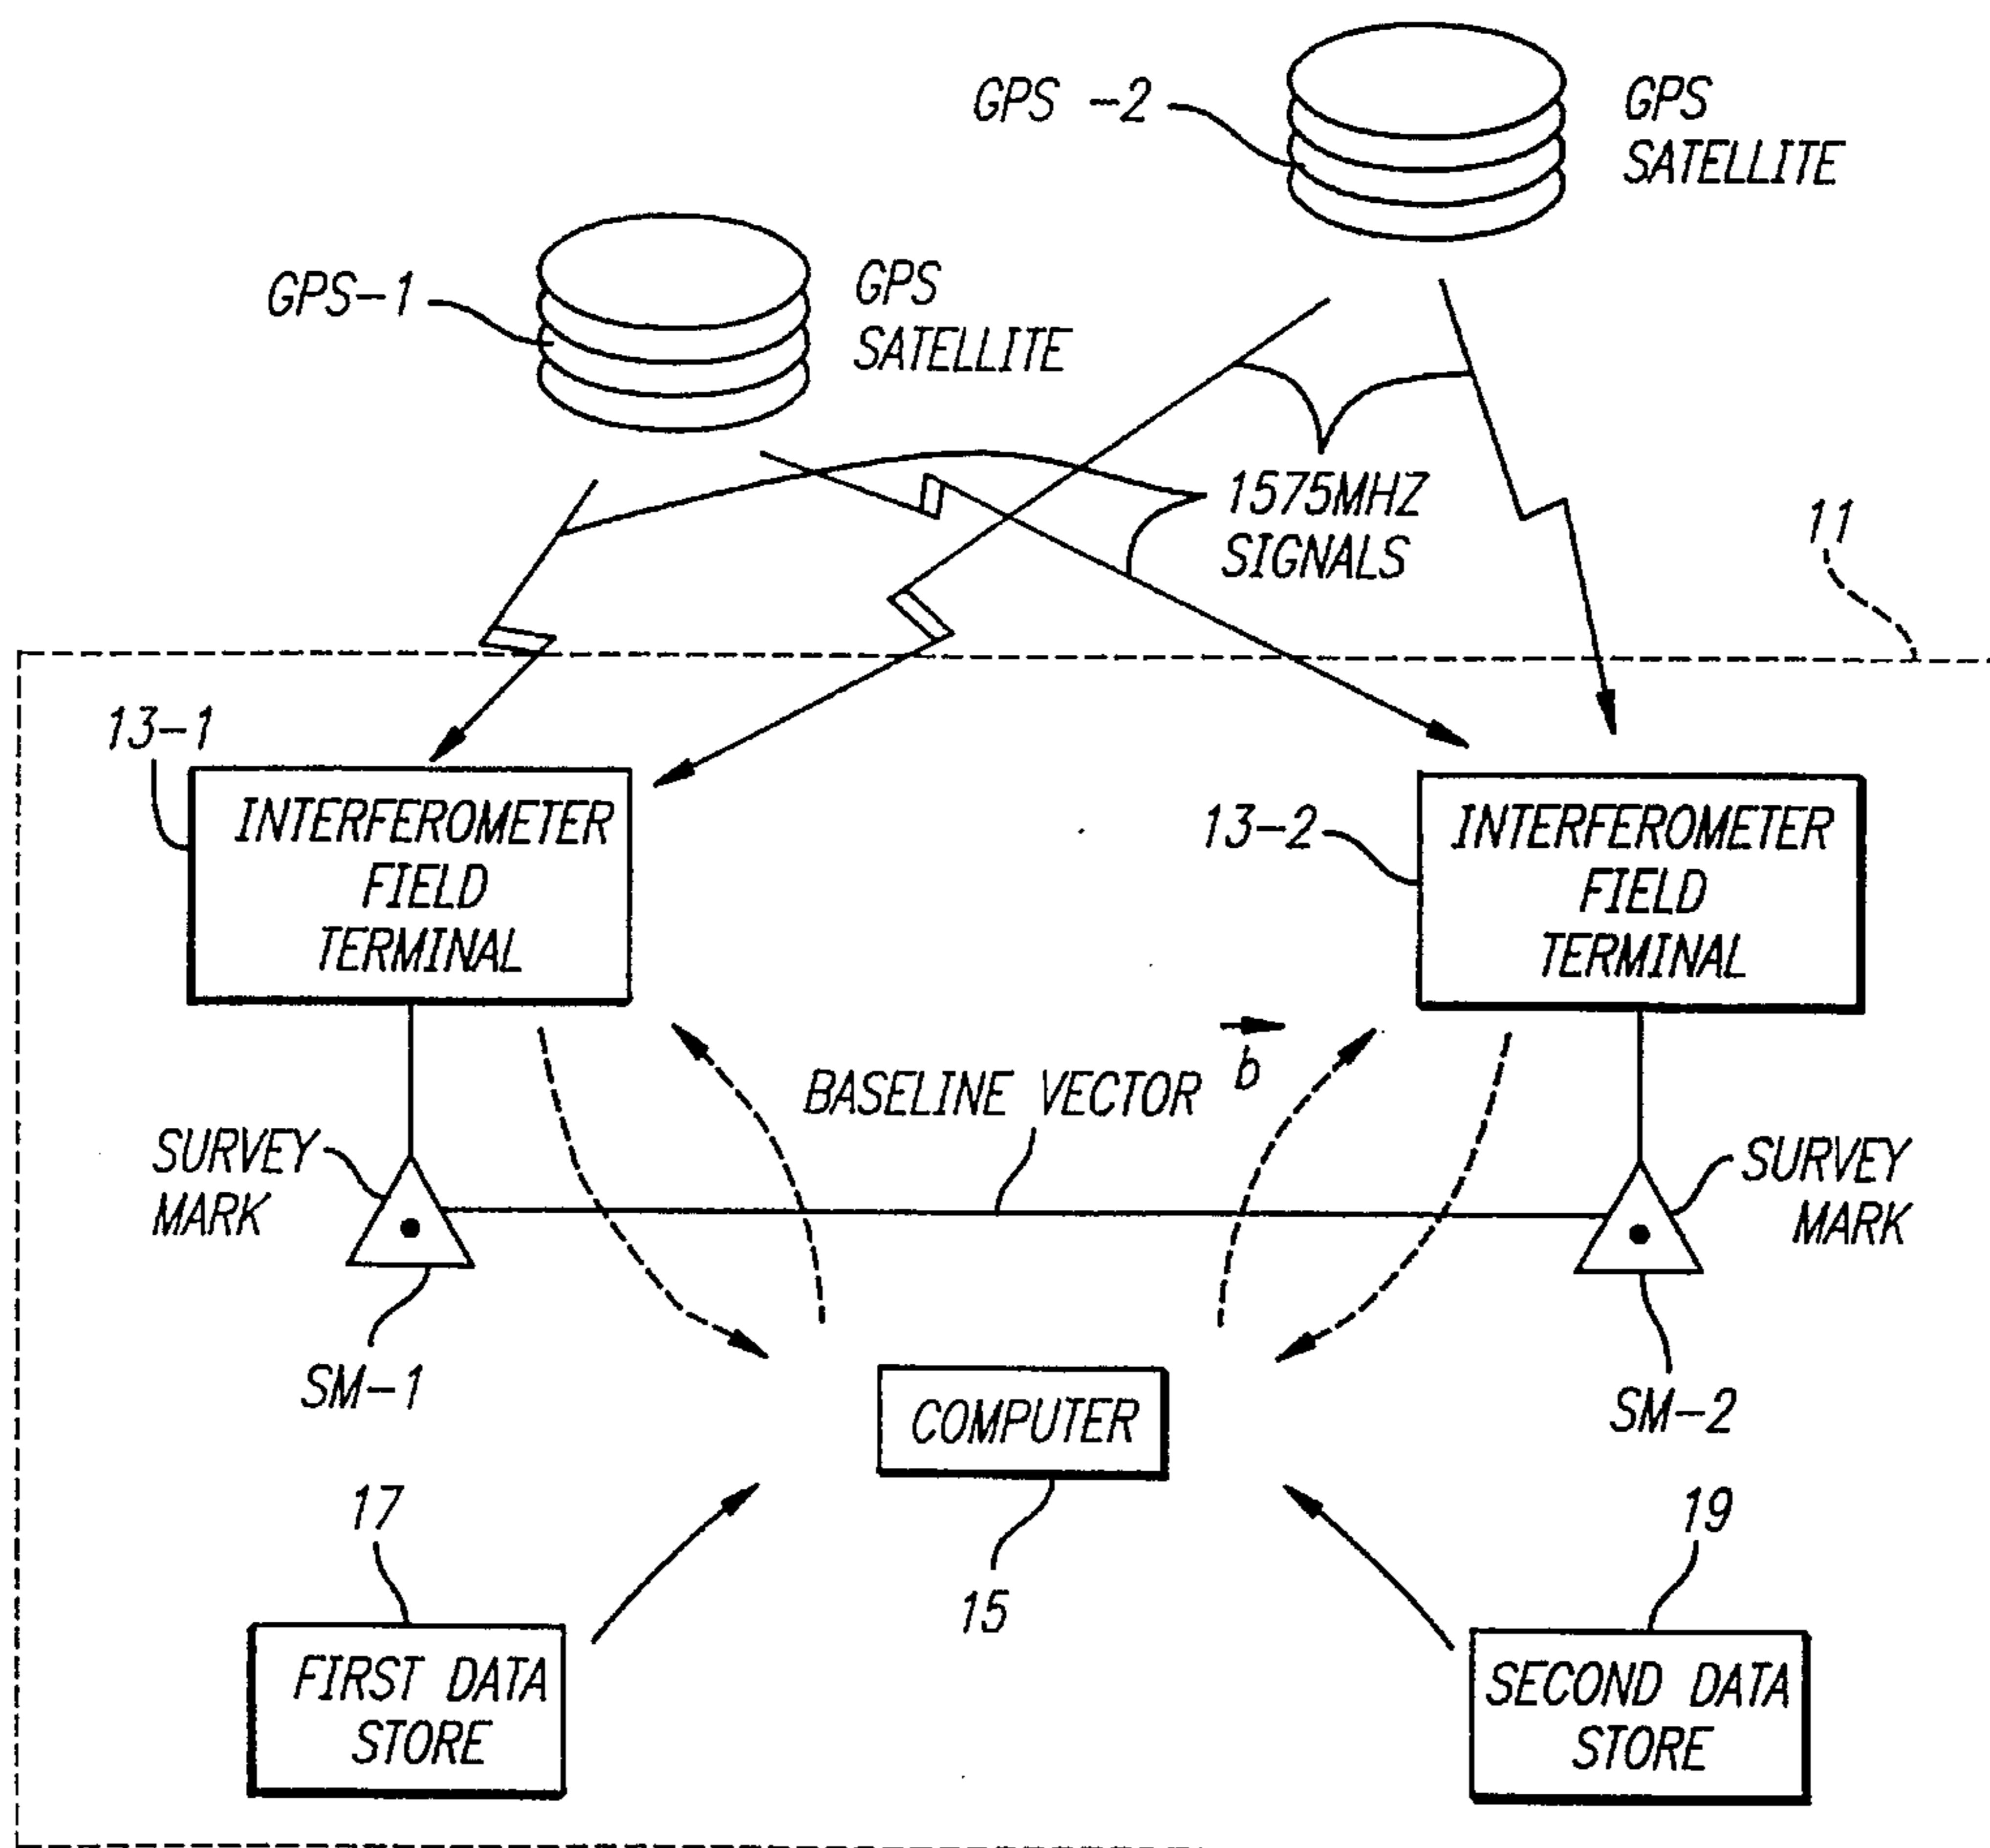 GPS -2
GPS
SATELLITE
GPS-1
GPS
SATELLITE
1575MHZ
SIGNALS
11
13-1
INTERFEROMETER
FIELD
TERMINAL
13-2
INTERFEROMETER
FIELD
TERMINAL
BASELINE VECTOR b
SURVEY
MARK
SURVEY
MARK
SM-1
SM-2
COMPUTER
15
17
19
FIRST DATA
STORE
SECOND DATA
STORE